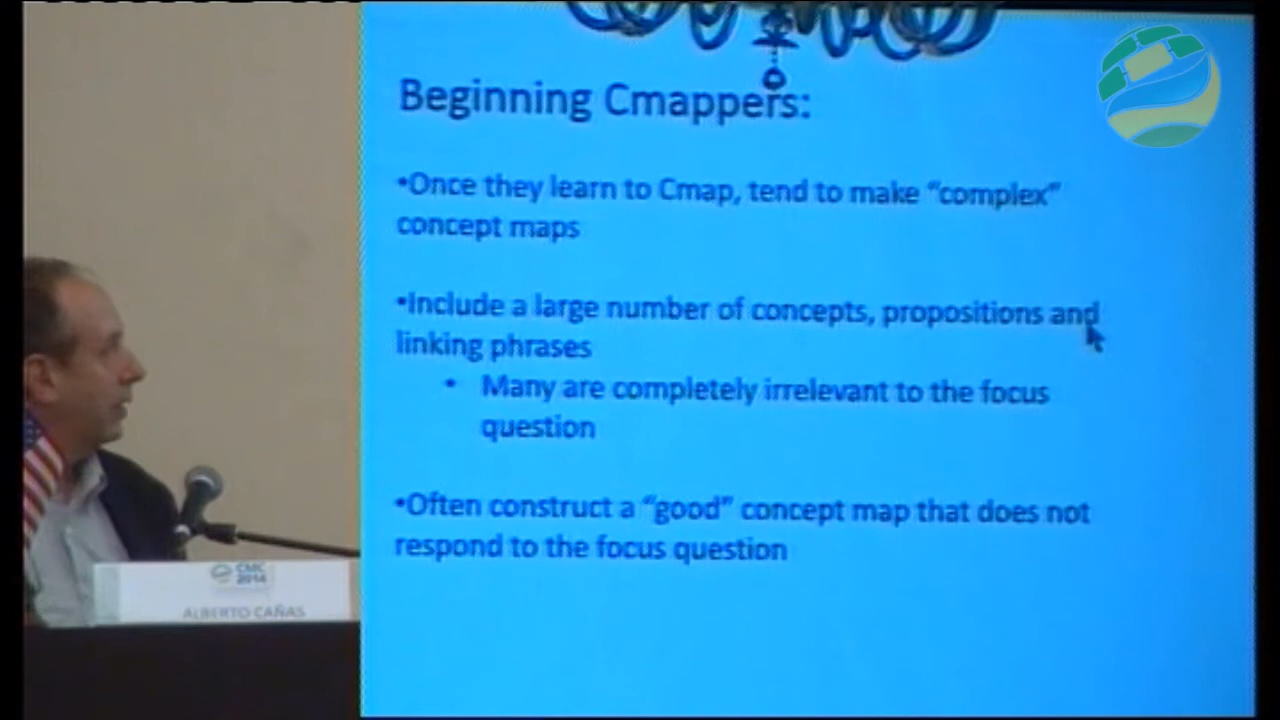 Beginning Cmappers:
•Once they learn to Cmap, tend to make “complex”
concept maps
•Include a large number of concepts, propositions and
linking phrases
• Many are completely irrelevant to the focus
question
•Often construct a “good” concept map that does not
respond to the focus question
CMC
2014
ALBERTO CAÑAS